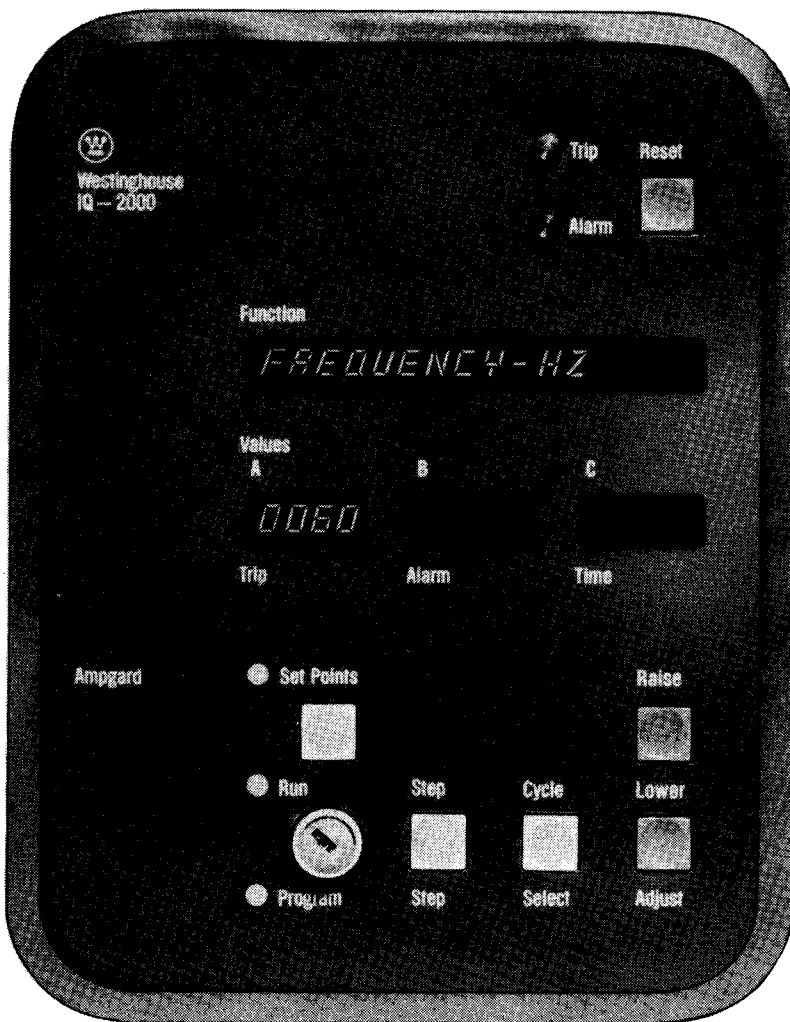 W
Westinghouse
IQ – 2000
Trip
Reset
Alarm
Function
FREQUENCY-HZ
Values
A B C
0060
Trip Alarm Time
Ampgard
Set Points
Raise
Run Step Cycle Lower
Program Step Select Adjust